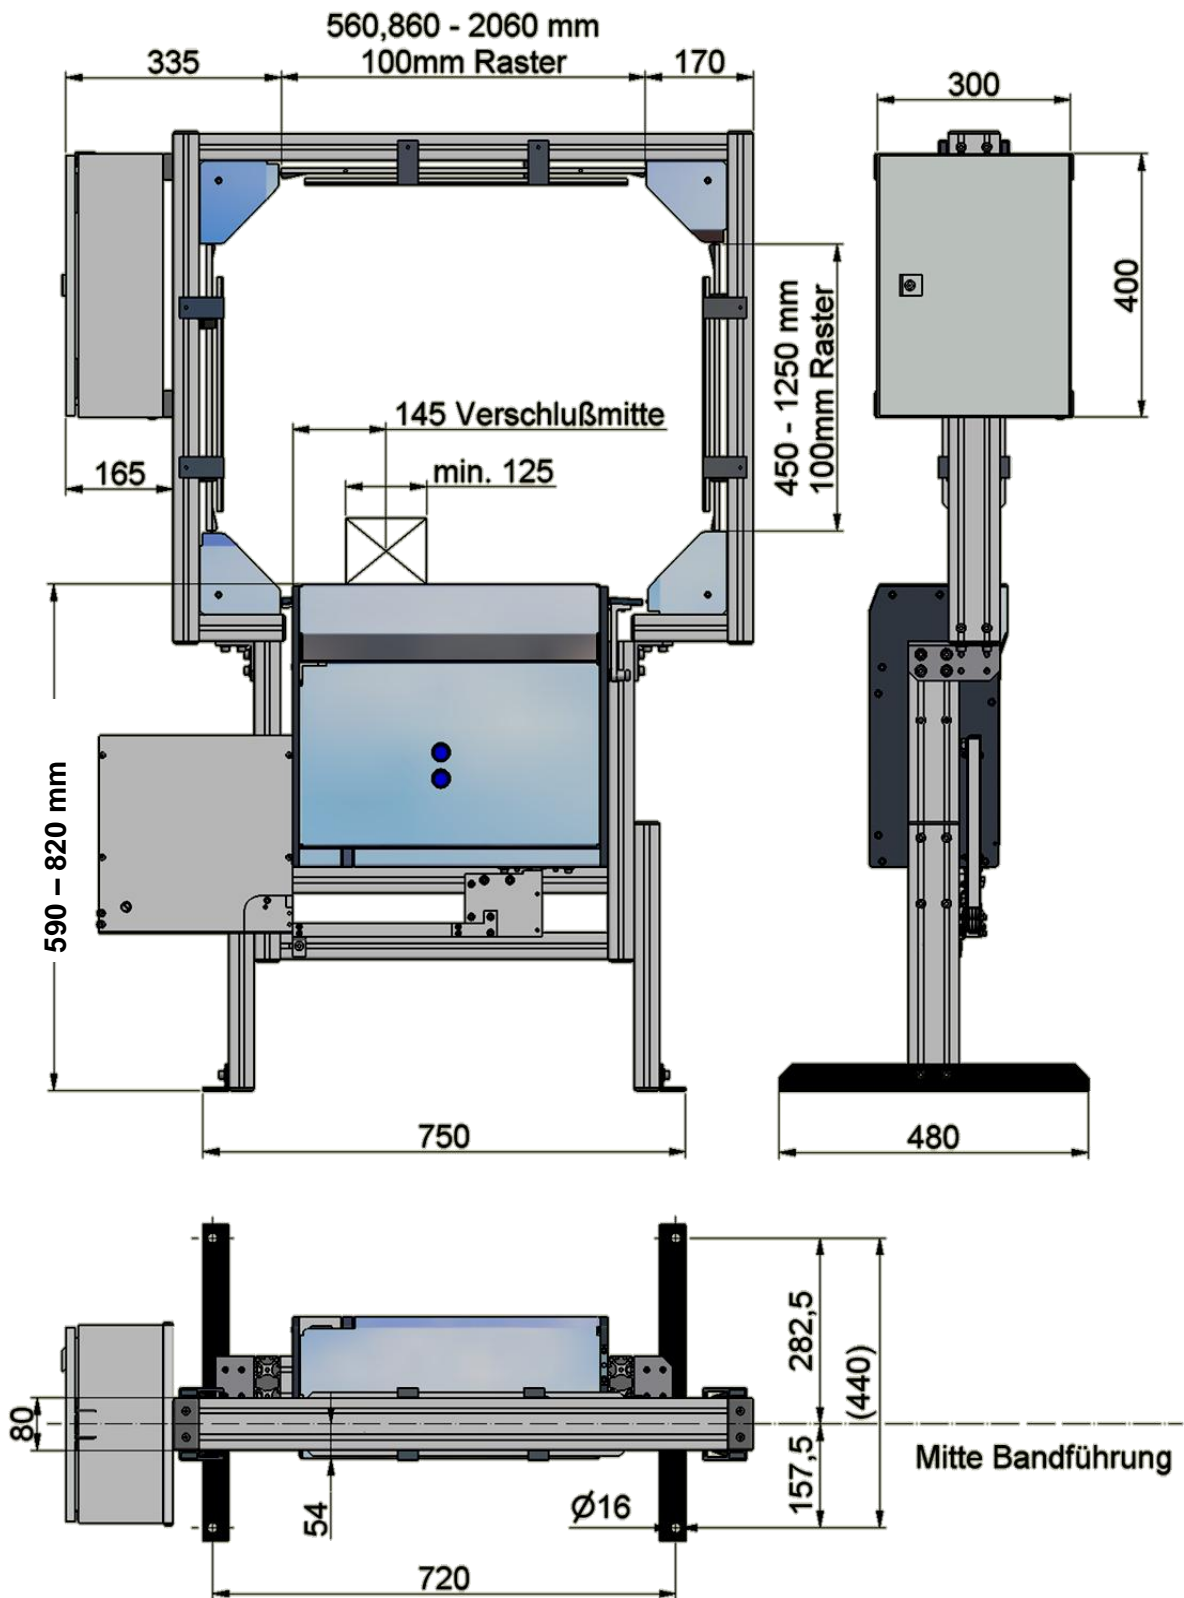 560,860 - 2060 mm
335
100mm Raster
170
300
400
450 - 1250 mm
100mm Raster
145 Verschlußmitte
165
min. 125
590 – 820 mm
750
480
282,5
(440)
80
Mitte Bandführung
157,5
54
Ø16
720